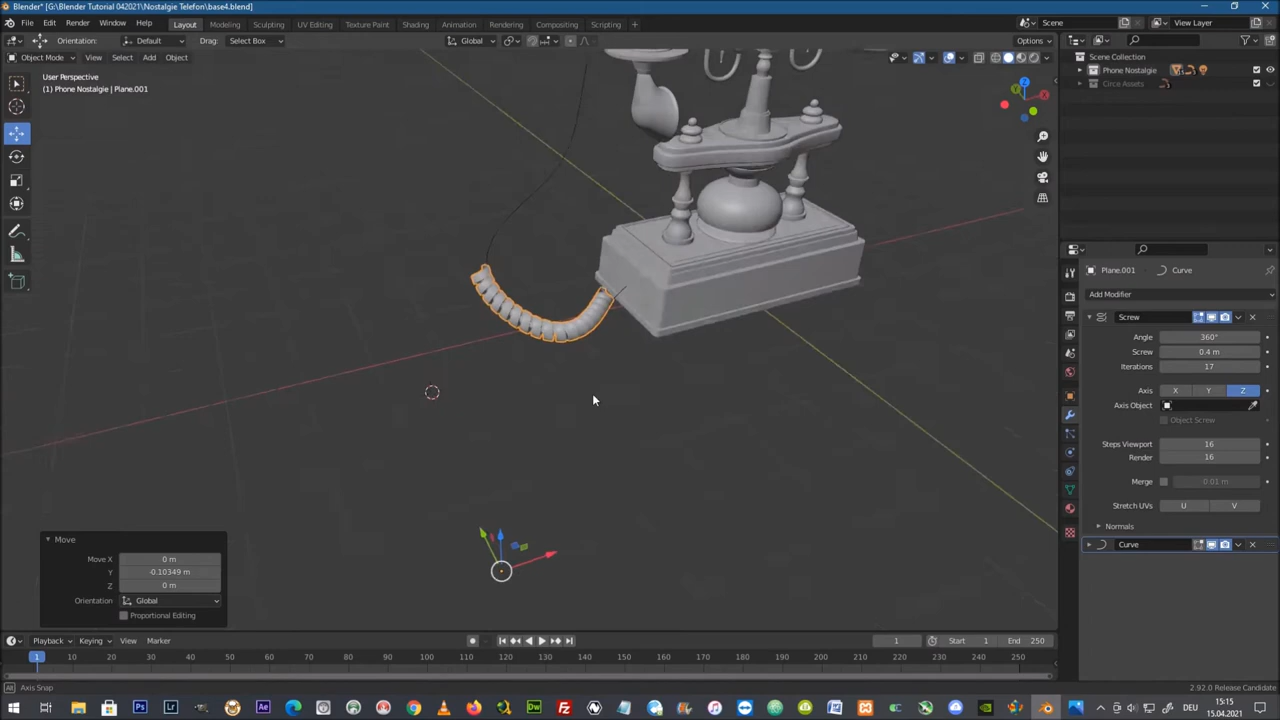 Blender* [G:\Blender Tutorial 042021\Nostalgie Telefon\base4.blend]
File Edit Render Window Help Layout Modeling Sculpting UV Editing Texture Paint Shading Animation Rendering Compositing Scripting + Scene View Layer
Orientation: Default Drag: Select Box Global Options
Object Mode View Select Add Object
User Perspective
(1) Phone Nostalgie | Plane.001
Scene Collection
Phone Nostalgie
Circe Assets
Plane.001 Curve
Add Modifier
Screw
Angle 360°
Screw 0.4 m
Iterations 17
Axis X Y Z
Axis Object
Object Screw
Steps Viewport 16
Render 16
Merge 0.01 m
Stretch UVs U V
Normals
Curve
Move
Move X 0 m
Y -0.10349 m
Z 0 m
Orientation Global
Proportional Editing
Playback Keying View Marker 1 Start 1 End 250
1 10 20 30 40 50 60 70 80 90 100 110 120 130 140 150 160 170 180 190 200 210 220 230 240 250
Axis Snap 2.92.0 Release Candidate
DEU 15:15
15.04.2021